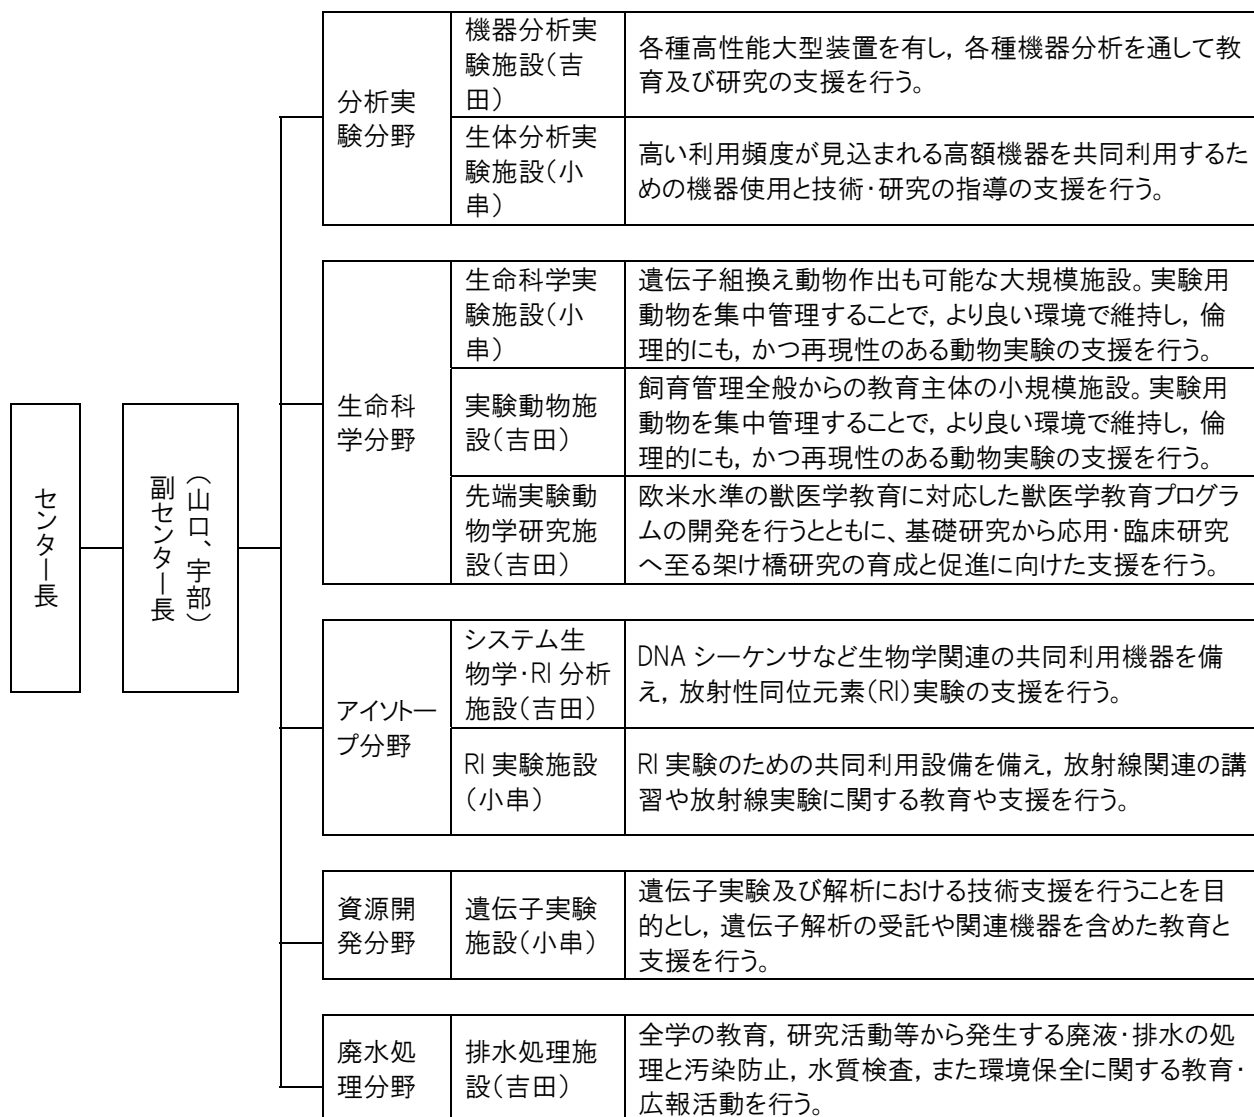 センター長
副センター長
(山口、宇部)
分析実
験分野
機器分析実
験施設(吉
田)
各種高性能大型装置を有し, 各種機器分析を通して教
育及び研究の支援を行う。
生体分析実
験施設(小
串)
高い利用頻度が見込まれる高額機器を共同利用するた
めの機器使用と技術・研究の指導の支援を行う。
生命科
学分野
生命科学実
験施設(小
串)
遺伝子組換え動物作出も可能な大規模施設。実験用
動物を集中管理することで, より良い環境で維持し, 倫
理的にも, かつ再現性のある動物実験の支援を行う。
実験動物施
設(吉田)
飼育管理全般からの教育主体の小規模施設。実験用
動物を集中管理することで, より良い環境で維持し, 倫
理的にも, かつ再現性のある動物実験の支援を行う。
先端実験動
物学研究施
設(吉田)
欧米水準の獣医学教育に対応した獣医学教育プログラ
ムの開発を行うとともに、基礎研究から応用・臨床研究
へ至る架け橋研究の育成と促進に向けた支援を行う。
アイソトー
プ分野
システム生
物学・RI 分析
施設(吉田)
DNA シーケンサなど生物学関連の共同利用機器を備
え, 放射性同位元素(RI)実験の支援を行う。
RI 実験施設
(小串)
RI 実験のための共同利用設備を備え, 放射線関連の講
習や放射線実験に関する教育や支援を行う。
資源開
発分野
遺伝子実験
施設(小串)
遺伝子実験及び解析における技術支援を行うことを目
的とし, 遺伝子解析の受託や関連機器を含めた教育と
支援を行う。
廃水処
理分野
排水処理施
設(吉田)
全学の教育, 研究活動等から発生する廃液・排水の処
理と汚染防止, 水質検査, また環境保全に関する教育・
広報活動を行う。